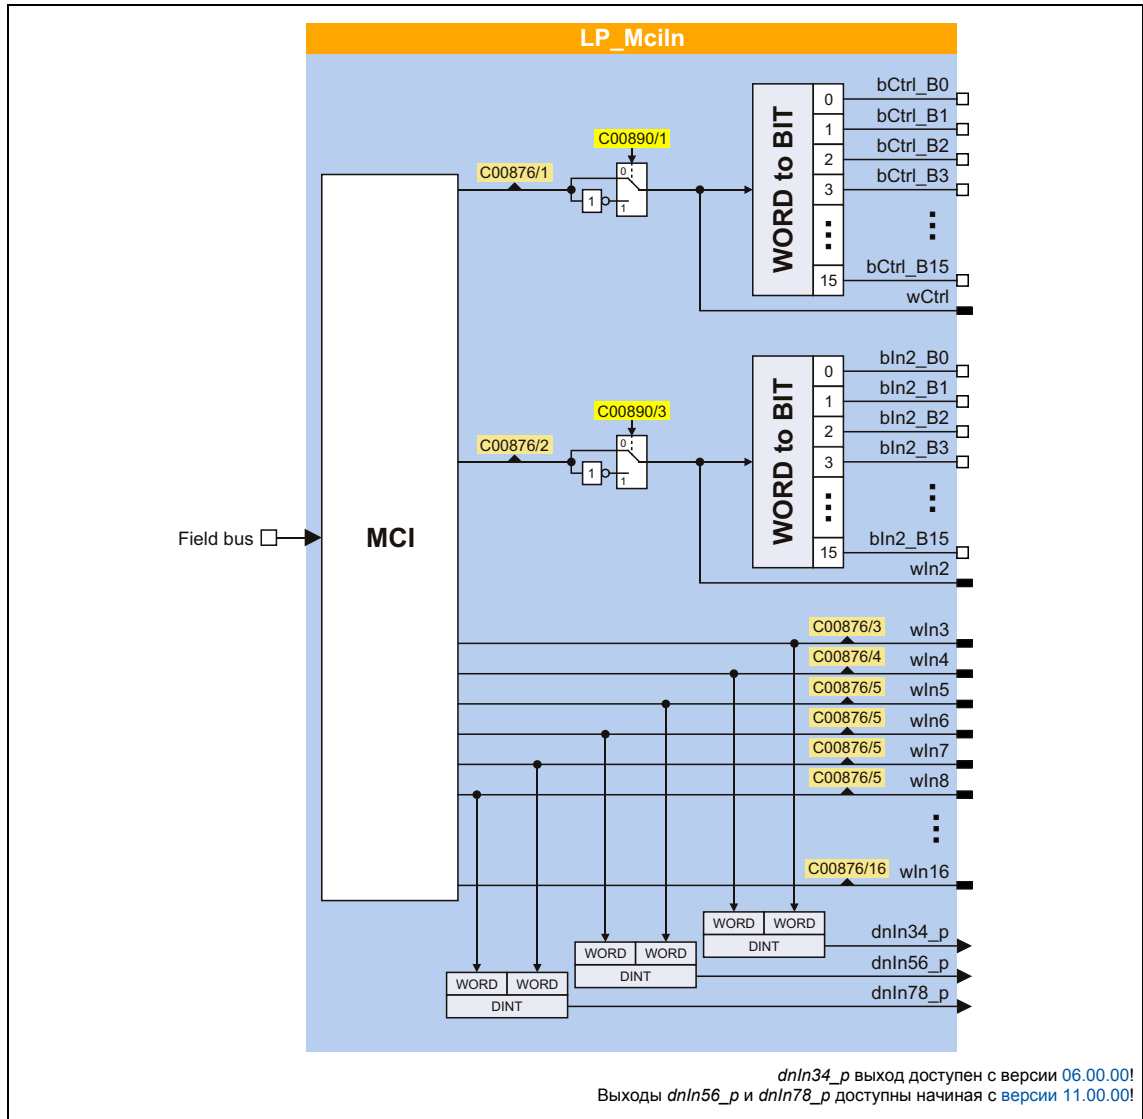 LP_MciIn
bCtrl_B0
0
bCtrl_B1
C00890/1
1
bCtrl_B2
C00876/1
0
2
bCtrl_B3
1
1
3
WORD to BIT
bCtrl_B15
15
wCtrl
bIn2_B0
0
bIn2_B1
C00890/3
1
bIn2_B2
C00876/2
0
2
bIn2_B3
1
1
3
WORD to BIT
Field bus
MCI
bIn2_B15
15
wIn2
C00876/3 wIn3
C00876/4 wIn4
C00876/5 wIn5
C00876/5 wIn6
C00876/5 wIn7
C00876/5 wIn8
C00876/16 wIn16
WORD WORD
DINT
dnIn34_p
WORD WORD
DINT
dnIn56_p
WORD WORD
DINT
dnIn78_p
dnIn34_p выход доступен с версии 06.00.00!
Выходы dnIn56_p и dnIn78_p доступны начиная с версии 11.00.00!